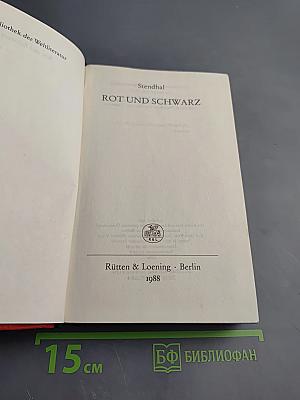 Bibliothek der Weltliteratur
Stendhal
ROT UND SCHWARZ
R&L
Rütten & Loening · Berlin
1988
15 см
БФ БИБЛИОФАН